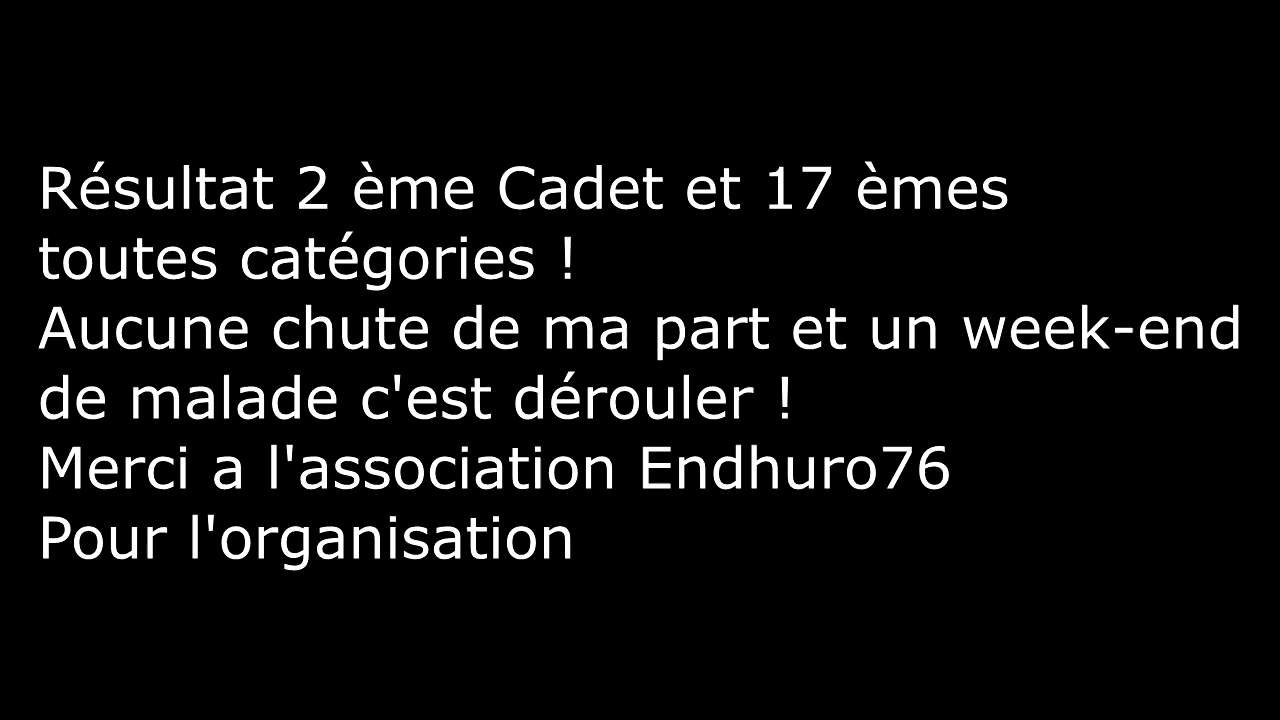 Résultat 2 ème Cadet et 17 èmes
toutes catégories !
Aucune chute de ma part et un week-end
de malade c'est dérouler !
Merci a l'association Endhuro76
Pour l'organisation